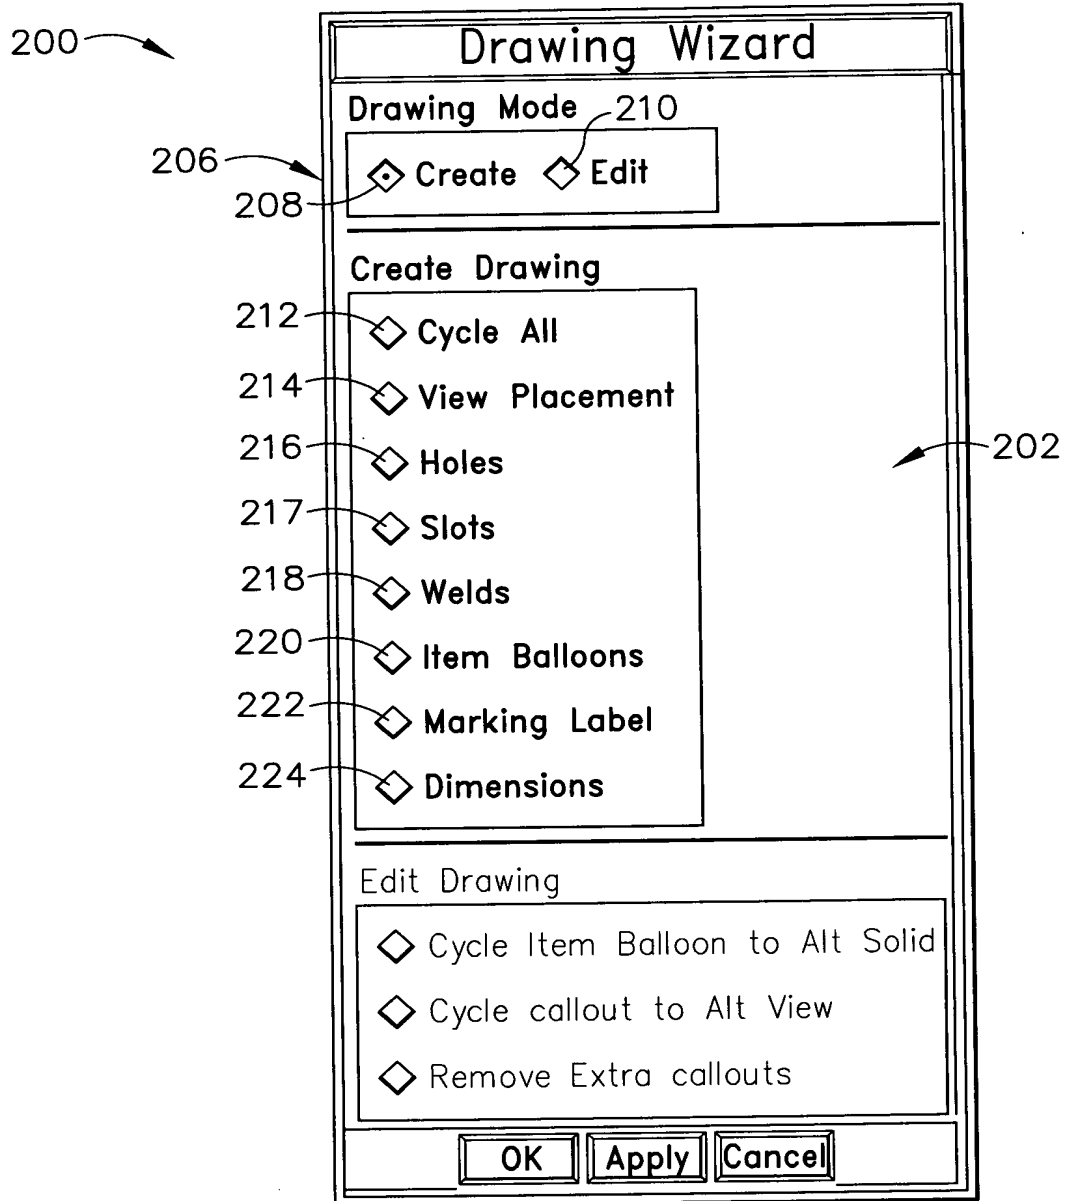 200
Drawing Wizard
Drawing Mode
210
206
208
Create
Edit
Create Drawing
212
Cycle All
214
View Placement
216
Holes
202
217
Slots
218
Welds
220
Item Balloons
222
Marking Label
224
Dimensions
Edit Drawing
Cycle Item Balloon to Alt Solid
Cycle callout to Alt View
Remove Extra callouts
OK
Apply
Cancel